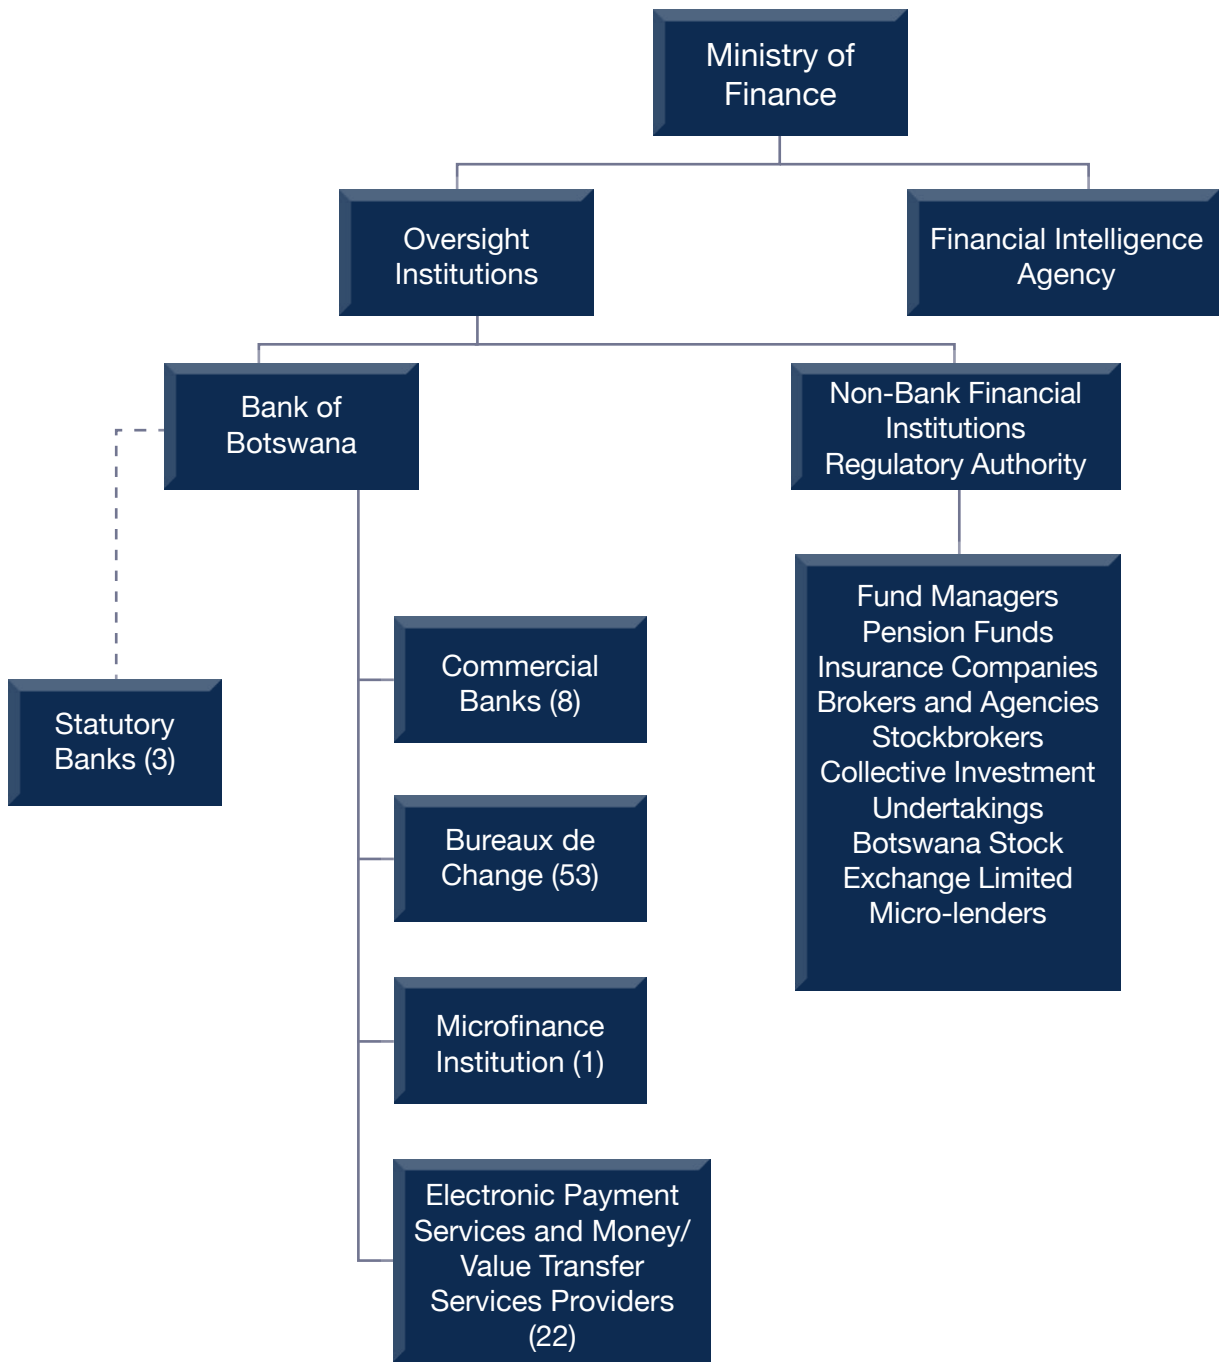 Ministry of
Finance
Oversight
Institutions
Financial Intelligence
Agency
Bank of
Botswana
Non-Bank Financial
Institutions
Regulatory Authority
Statutory
Banks (3)
Commercial
Banks (8)
Bureaux de
Change (53)
Microfinance
Institution (1)
Electronic Payment
Services and Money/
Value Transfer
Services Providers
(22)
Fund Managers
Pension Funds
Insurance Companies
Brokers and Agencies
Stockbrokers
Collective Investment
Undertakings
Botswana Stock
Exchange Limited
Micro-lenders